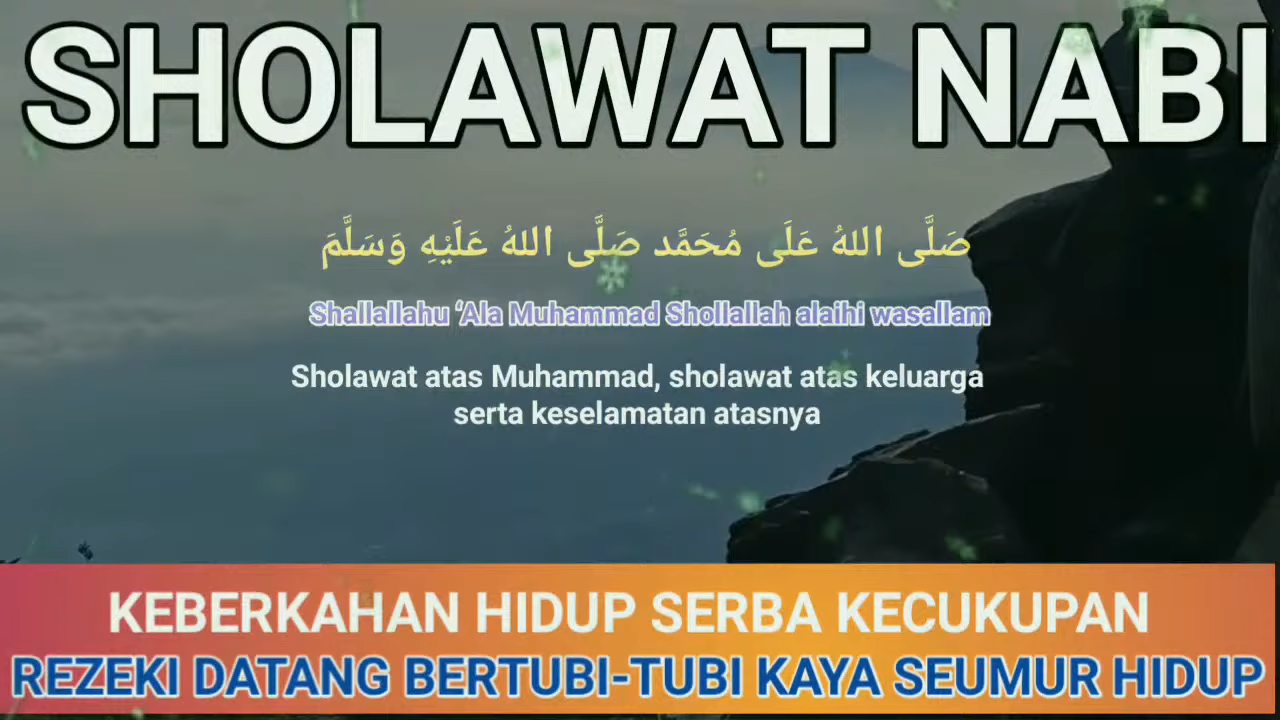 SHOLAWAT NABI
صَلَّى اللهُ عَلَى مُحَمَّد صَلَّى اللهُ عَلَيْهِ وَسَلَّمَ
Shallallahu ‘Ala Muhammad Shollallah alaihi wasallam
Sholawat atas Muhammad, sholawat atas keluarga
serta keselamatan atasnya
KEBERKAHAN HIDUP SERBA KECUKUPAN
REZEKI DATANG BERTUBI-TUBI KAYA SEUMUR HIDUP